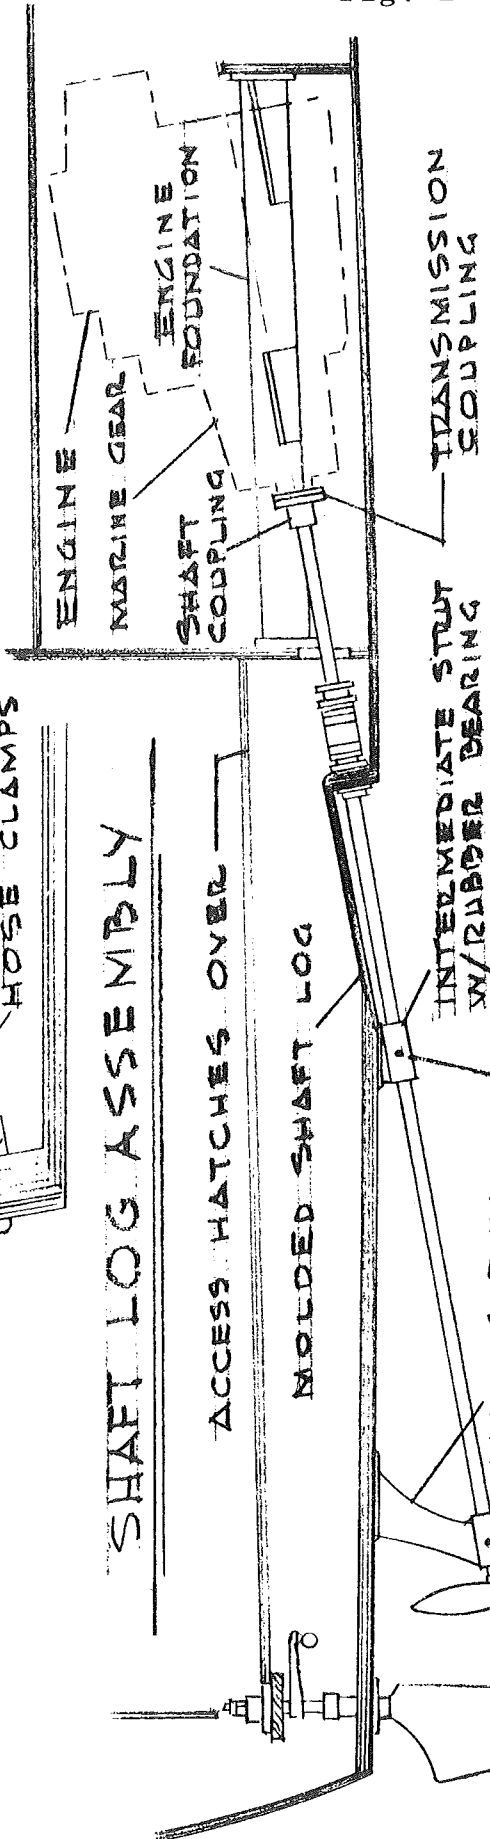 HOSE CLAMPS
SHAFT LOG ASSEMBLY
ENGINE
MARINE GEAR
ENGINE
FOUNDATION
SHAFT
COUPLING
ACCESS HATCHES OVER
MOLDED SHAFT LOG
TRANSMISSION
COUPLING
INTERMEDIATE STRUT
W/RUBBER BEARING